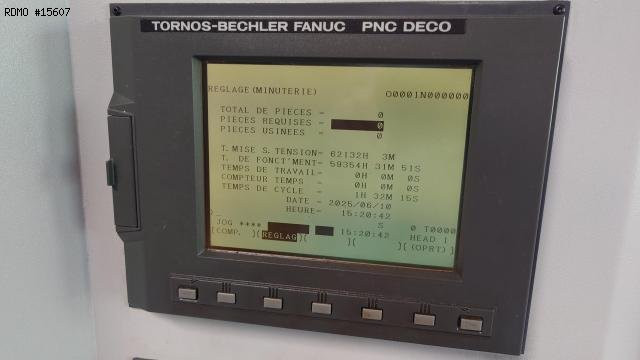 RDMO #15607
TORNOS-BECHLER FANUC PNC DECO
REGLAGE(MINUTERIE) O0001N000000
TOTAL DE PIECES = 0
PIECES REQUISES = 0
PIECES USINEES = 0
T.MISE S.TENSION= 62132H 3M
T. DE FONCT'MENT= 59354H 31M 51S
TEMPS DE TRAVAIL= 0H 0M 0S
COMPTEUR TEMPS = 0H 0M 0S
TEMPS DE CYCLE = 1H 32M 15S
DATE = 2025/06/10
HEURE= 15:20:42
)_ S 0 T0000
JOG **** 15:20:42 HEAD 1
[COMP. )(REGLAG)( )( )( (OPRT)]